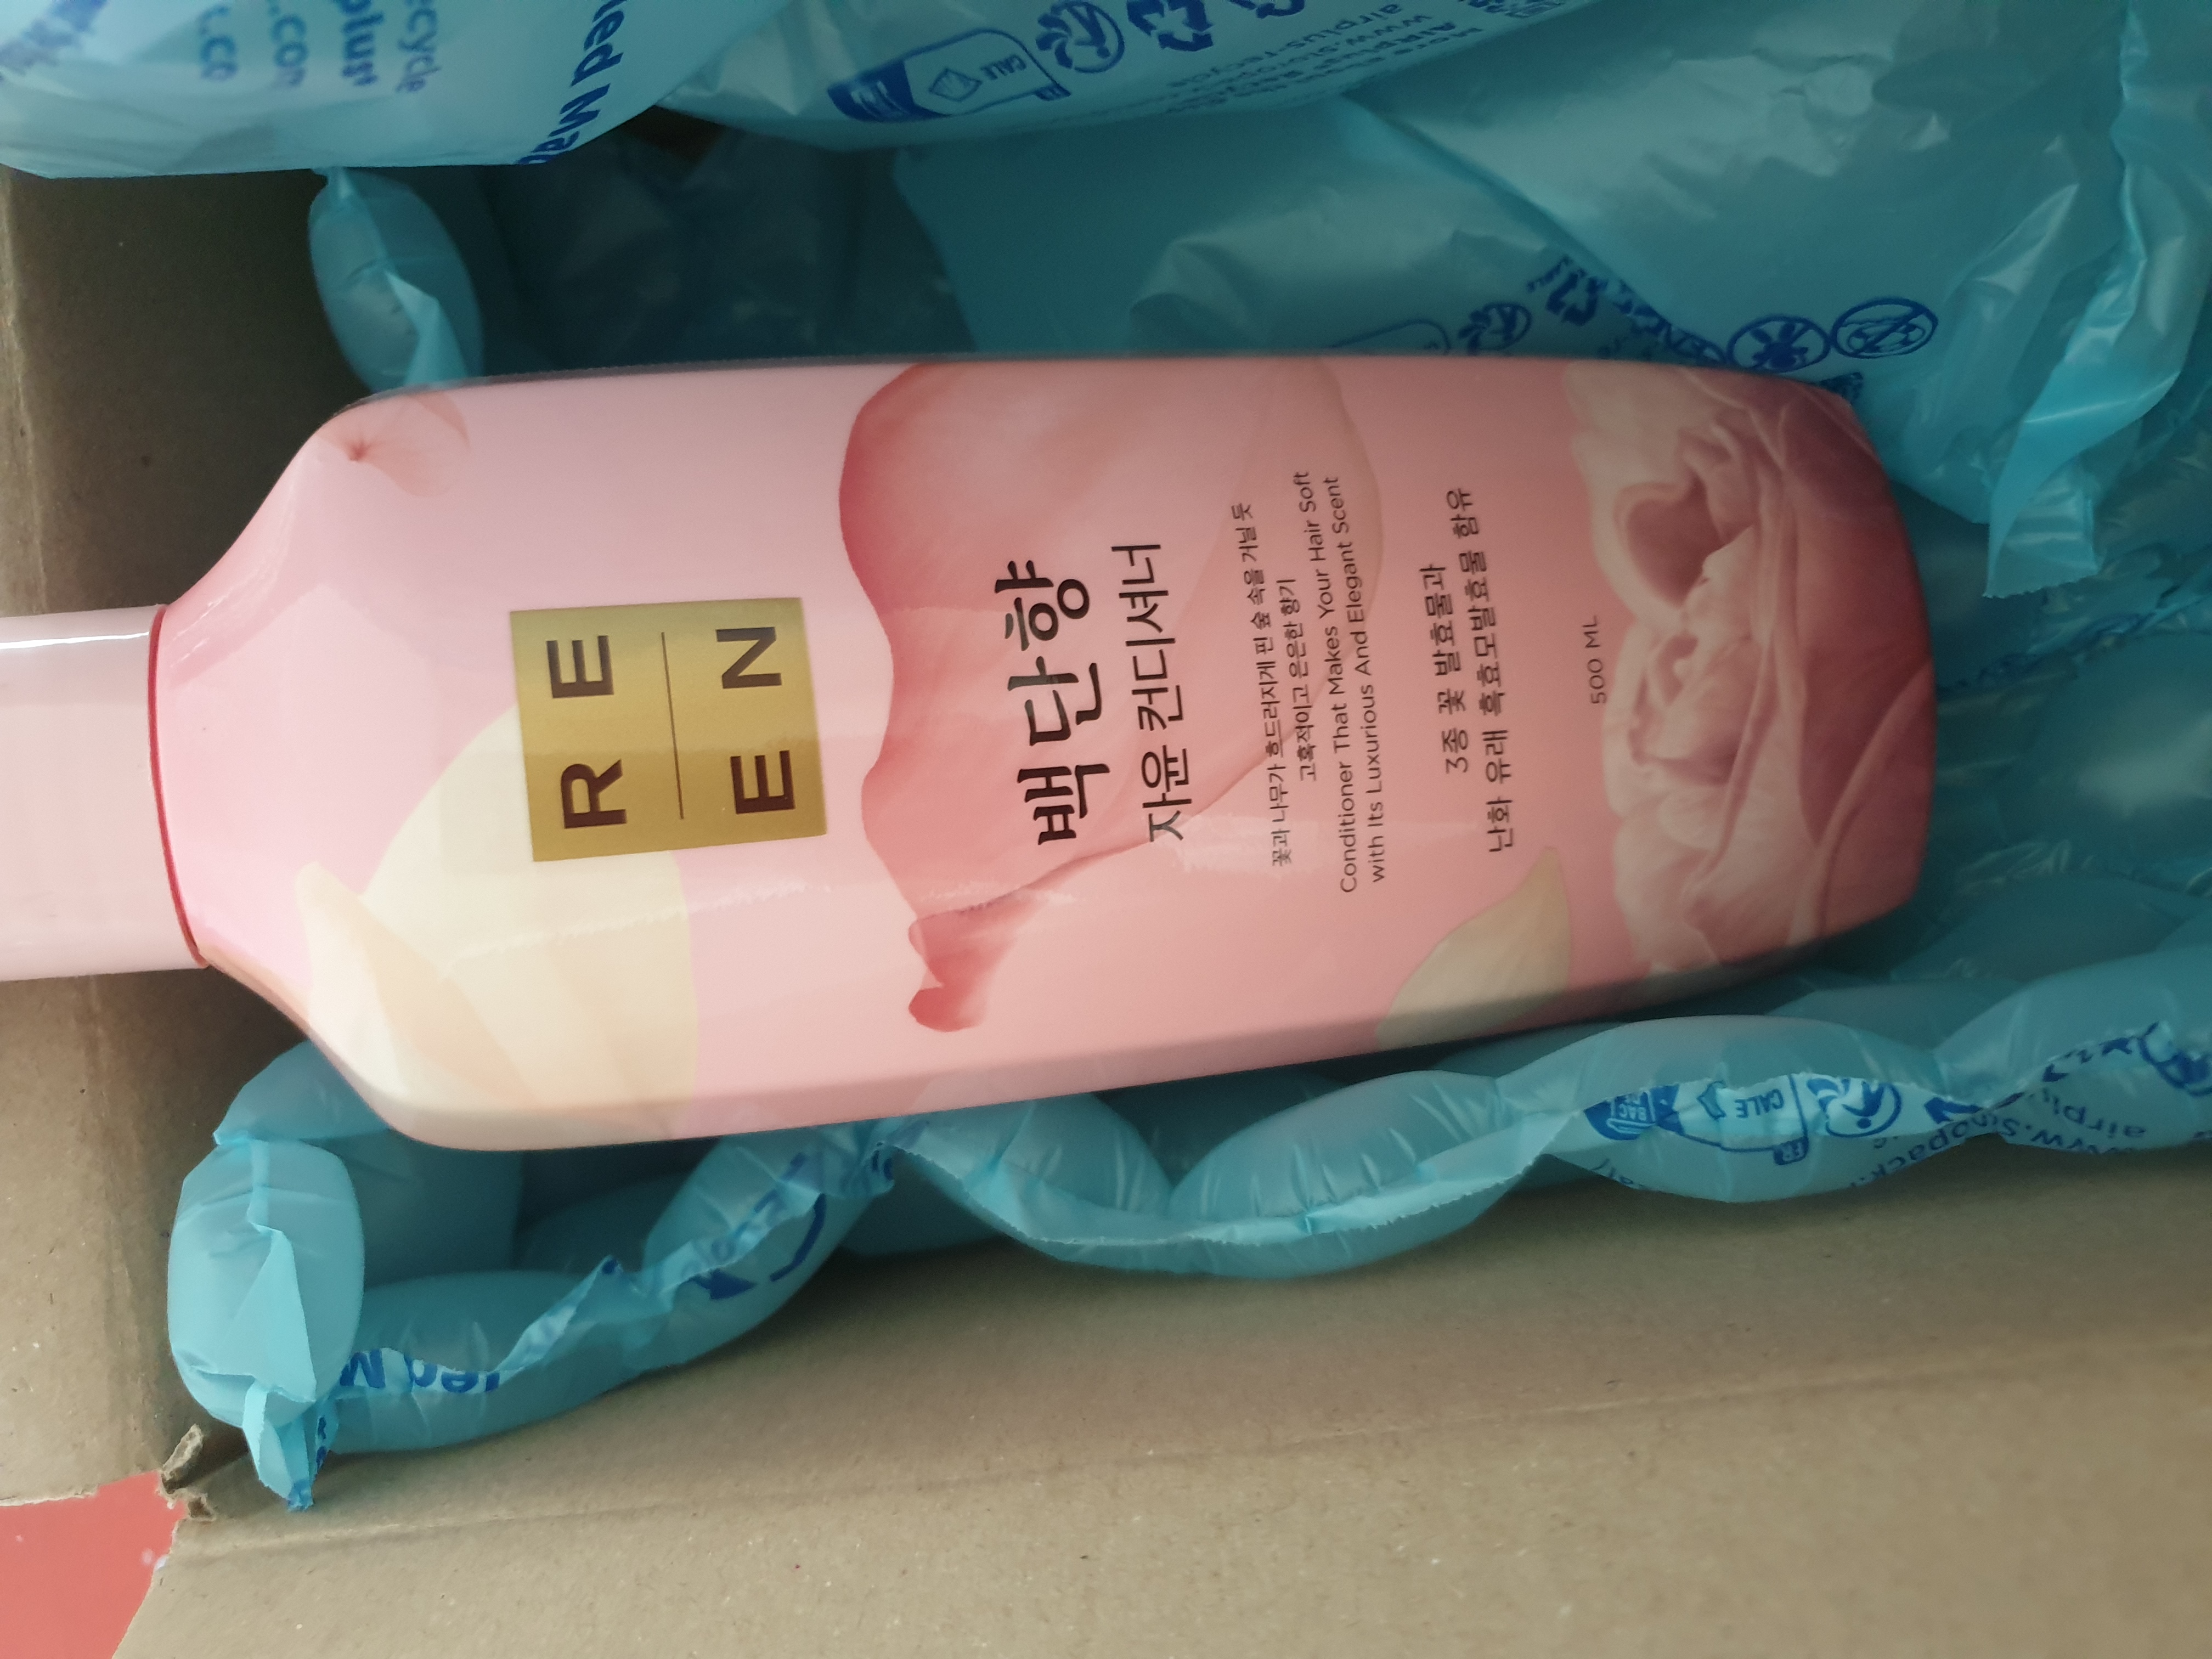 RE
EN
백단향
자윤 컨디셔너
꽃과 나무가 흐드러지게 핀 숲 속을 거닐 듯
고혹적이고 은은한 향기
Conditioner That Makes Your Hair Soft
with Its Luxurious And Elegant Scent
3종 꽃 발효물과
난화 유래 흑효모발효물 함유
500 ML